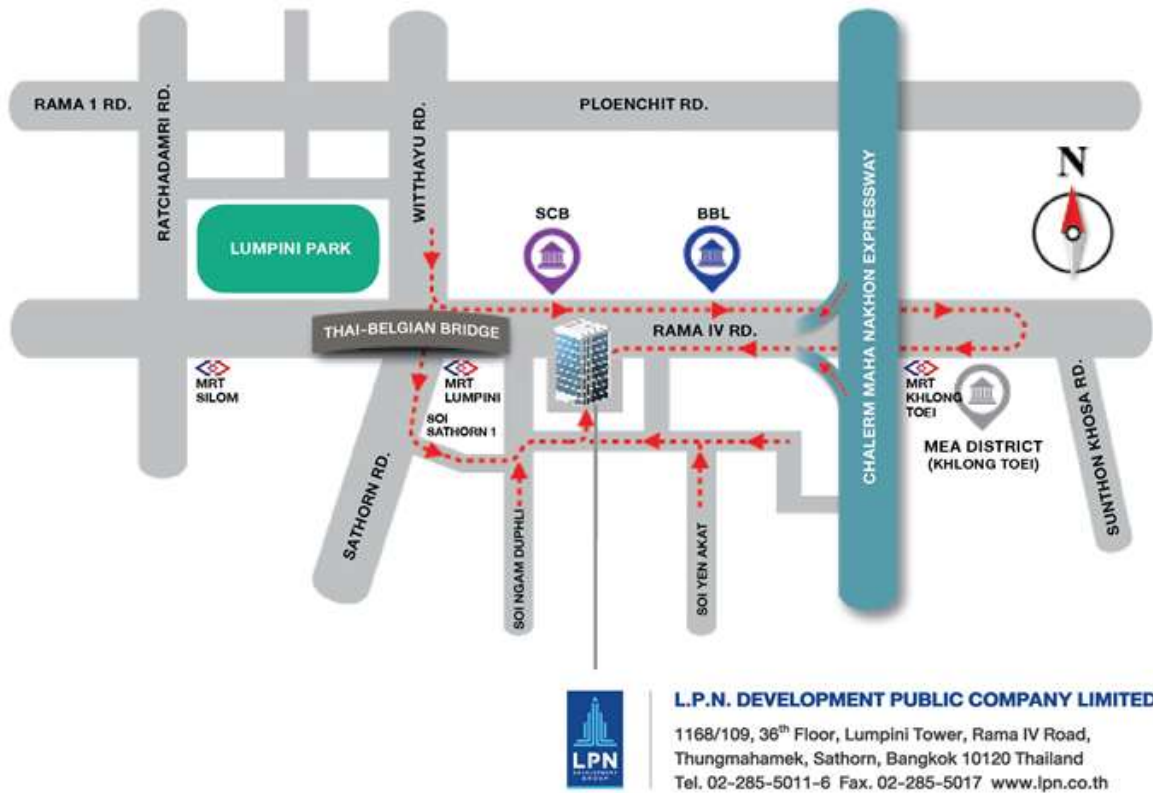 RAMA 1 RD.
PLOENCHIT RD.
RATCHADAMRI RD.
WITTHAYU RD.
CHALERM MAHA NAKHON EXPRESSWAY
N
SCB
BBL
LUMPINI PARK
THAI-BELGIAN BRIDGE
RAMA IV RD.
MRT
SILOM
MRT
LUMPINI
MRT
KHLONG
TOEI
SOI
SATHORN 1
MEA DISTRICT
(KHLONG TOEI)
SUNTHON KHOSA RD.
SATHORN RD.
SOI NGAM DUPHLI
SOI YEN AKAT
LPN
DEVELOPMENT
GROUP
L.P.N. DEVELOPMENT PUBLIC COMPANY LIMITED
1168/109, 36th Floor, Lumpini Tower, Rama IV Road,
Thungmahamek, Sathorn, Bangkok 10120 Thailand
Tel. 02-285-5011-6 Fax. 02-285-5017 www.lpn.co.th